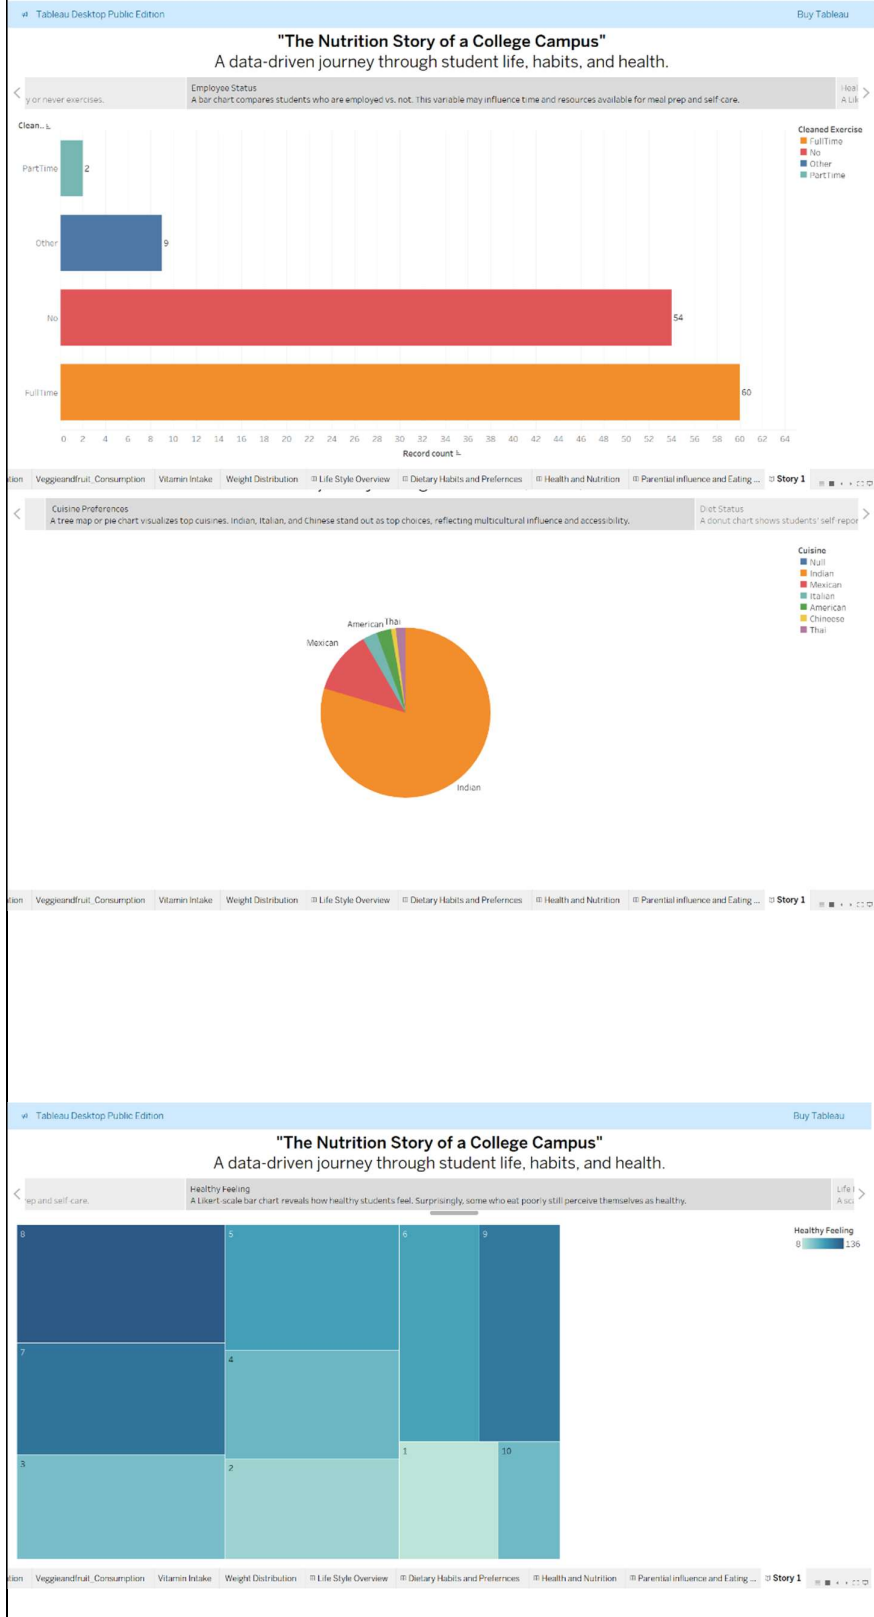 Tableau Desktop Public Edition
Buy Tableau
"The Nutrition Story of a College Campus"
A data-driven journey through student life, habits, and health.
y or never exercises.
Employee Status
A bar chart compares students who are employed vs. not. This variable may influence time and resources available for meal prep and self-care.
Heal
A Lik
Clean..
Cleaned Exercise
FullTime
No
Other
PartTime
PartTime 2
Other 9
No 54
FullTime 60
0 2 4 6 8 10 12 14 16 18 20 22 24 26 28 30 32 34 36 38 40 42 44 46 48 50 52 54 56 58 60 62 64
Record count
tion Veggieandfruit_Consumption Vitamin Intake Weight Distribution Life Style Overview Dietary Habits and Prefernces Health and Nutrition Parential influence and Eating ... Story 1
Cuisine Preferences
A tree map or pie chart visualizes top cuisines. Indian, Italian, and Chinese stand out as top choices, reflecting multicultural influence and accessibility.
Diet Status
A donut chart shows students' self-repor
Cuisine
Null
Indian
Mexican
Italian
American
Chineese
Thai
American Thai
Mexican
Indian
tion Veggieandfruit_Consumption Vitamin Intake Weight Distribution Life Style Overview Dietary Habits and Prefernces Health and Nutrition Parential influence and Eating ... Story 1
Tableau Desktop Public Edition
Buy Tableau
"The Nutrition Story of a College Campus"
A data-driven journey through student life, habits, and health.
ep and self-care.
Healthy Feeling
A Likert-scale bar chart reveals how healthy students feel. Surprisingly, some who eat poorly still perceive themselves as healthy.
Life
A sca
Healthy Feeling
8 136
8 5 6 9
7 4
3 2 1 10
tion Veggieandfruit_Consumption Vitamin Intake Weight Distribution Life Style Overview Dietary Habits and Prefernces Health and Nutrition Parential influence and Eating ... Story 1